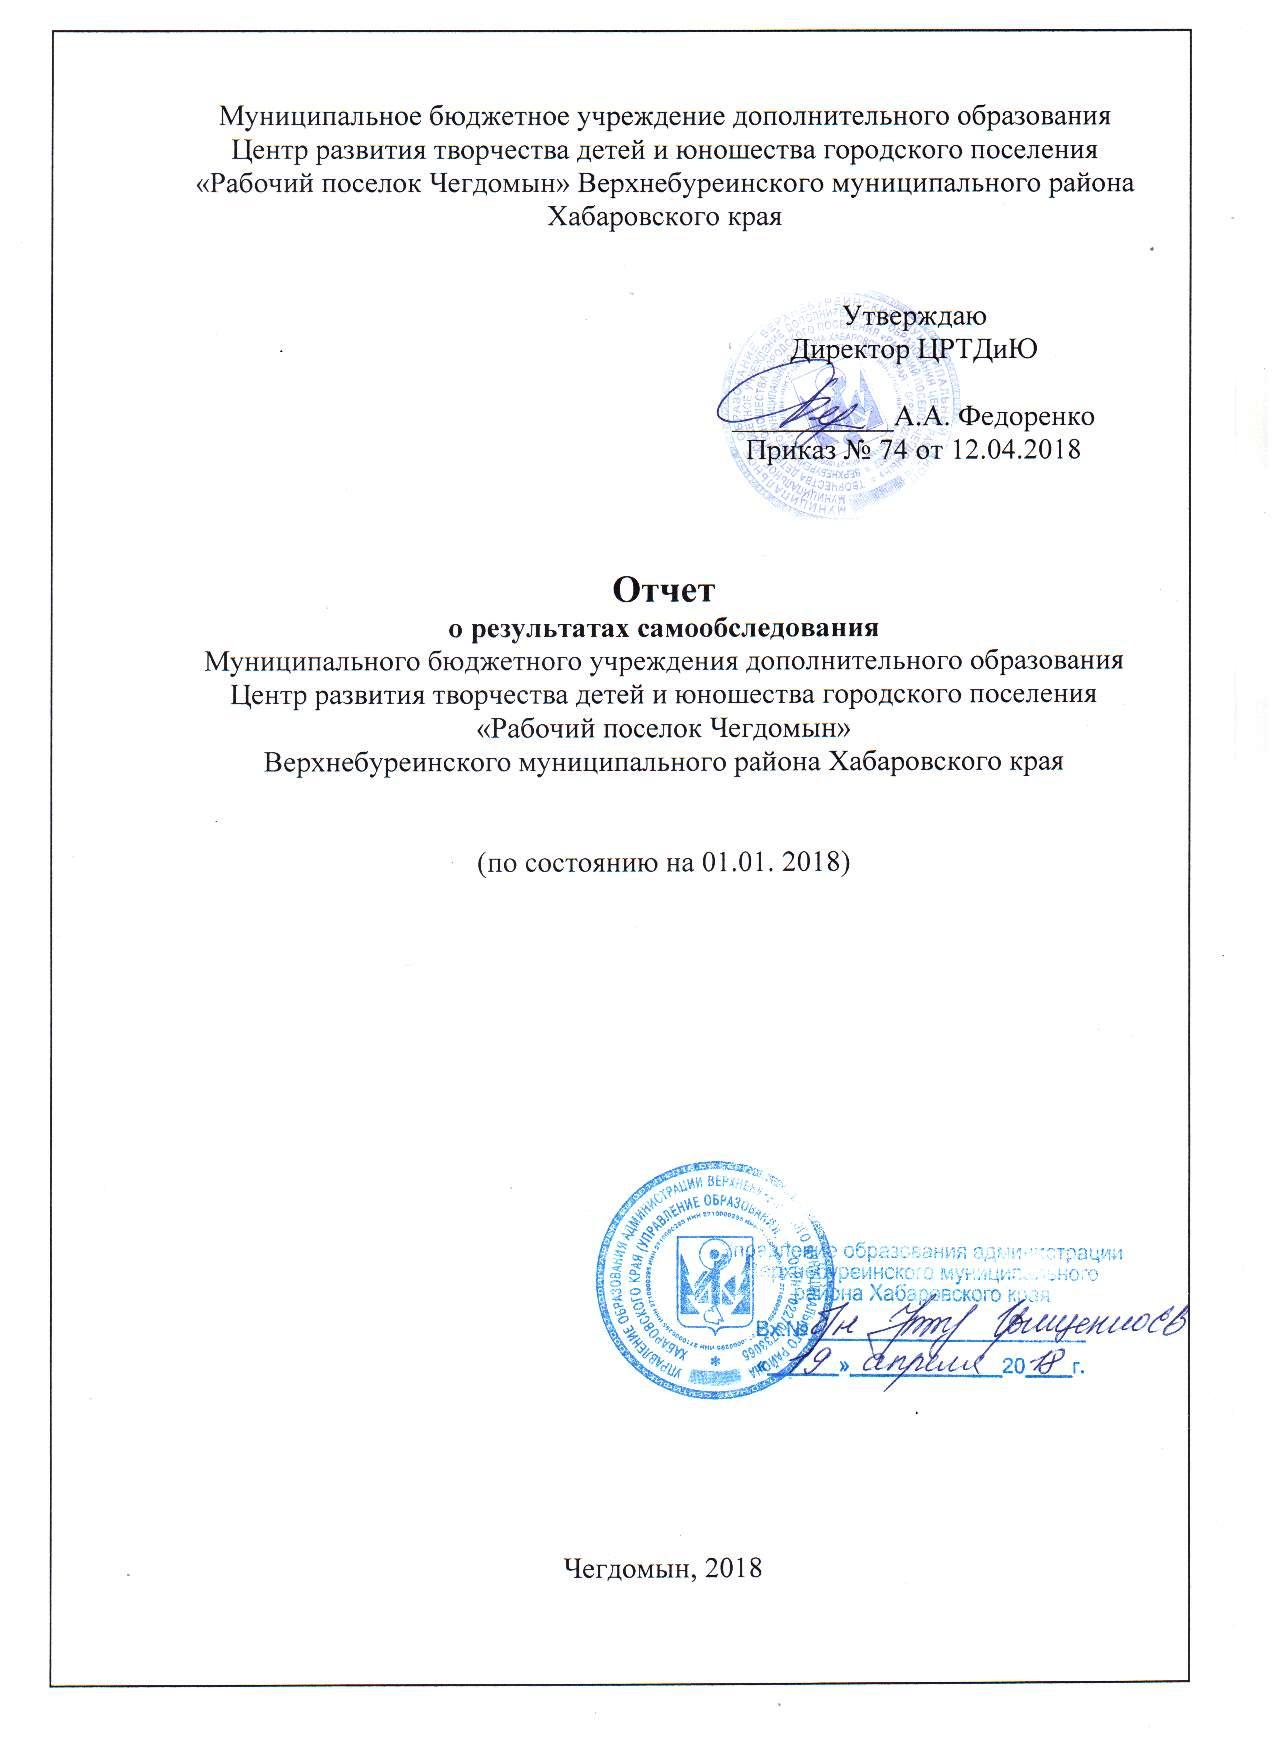 Муниципальное бюджетное учреждение дополнительного образования
Центр развития творчества детей и юношества городского поселения
«Рабочий поселок Чегдомын» Верхнебуреинского муниципального района
Хабаровского края
Утверждаю
Директор ЦРТДиЮ
А.А. Федоренко
Приказ № 74 от 12.04.2018
Отчет
о результатах самообследования
Муниципального бюджетного учреждения дополнительного образования
Центр развития творчества детей и юношества городского поселения
«Рабочий поселок Чегдомын»
Верхнебуреинского муниципального района Хабаровского края
(по состоянию на 01.01. 2018)
Управление образования администрации
Верхнебуреинского муниципального
района Хабаровского края
Вх.№
«19» апреля 2018 г.
Чегдомын, 2018